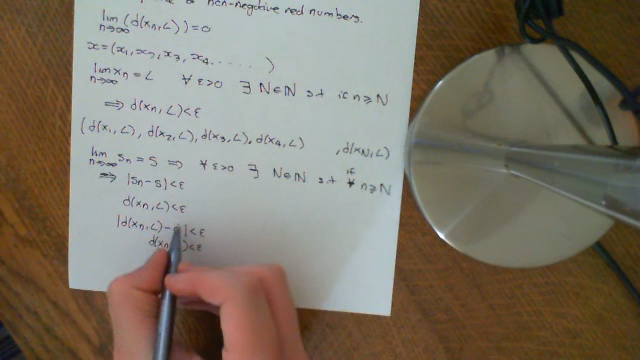 of non-negative real numbers.
lim n→∞ (d(xn, L)) = 0
x = (x1, x2, x3, x4, ......)
lim n→∞ xn = L ∀ ε>0 ∃ N∈ℕ s.t if n ≥ N
⇒ d(xn, L) < ε
(d(x1, L), d(x2, L), d(x3, L), d(x4, L) , d(xN, L)
lim n→∞ Sn = S ⇒ ∀ ε>0 ∃ N∈ℕ s.t if n ≥ N
⇒ |Sn - S| < ε
d(xn, L) < ε
|d(xn, L) - | < ε
d(xn ) < ε